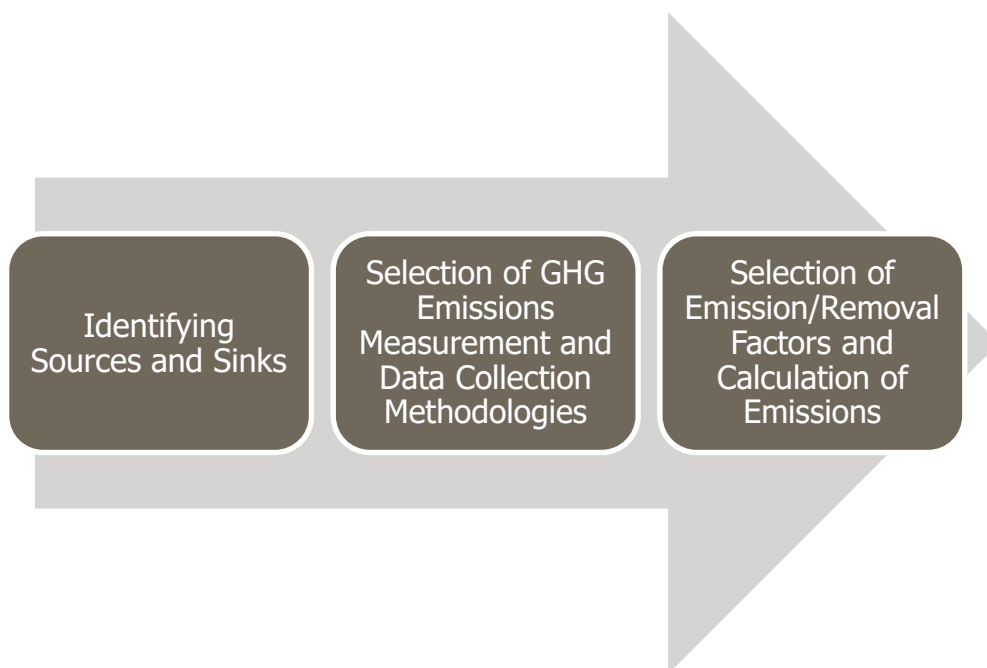 Identifying
Sources and Sinks
Selection of GHG
Emissions
Measurement and
Data Collection
Methodologies
Selection of
Emission/Removal
Factors and
Calculation of
Emissions